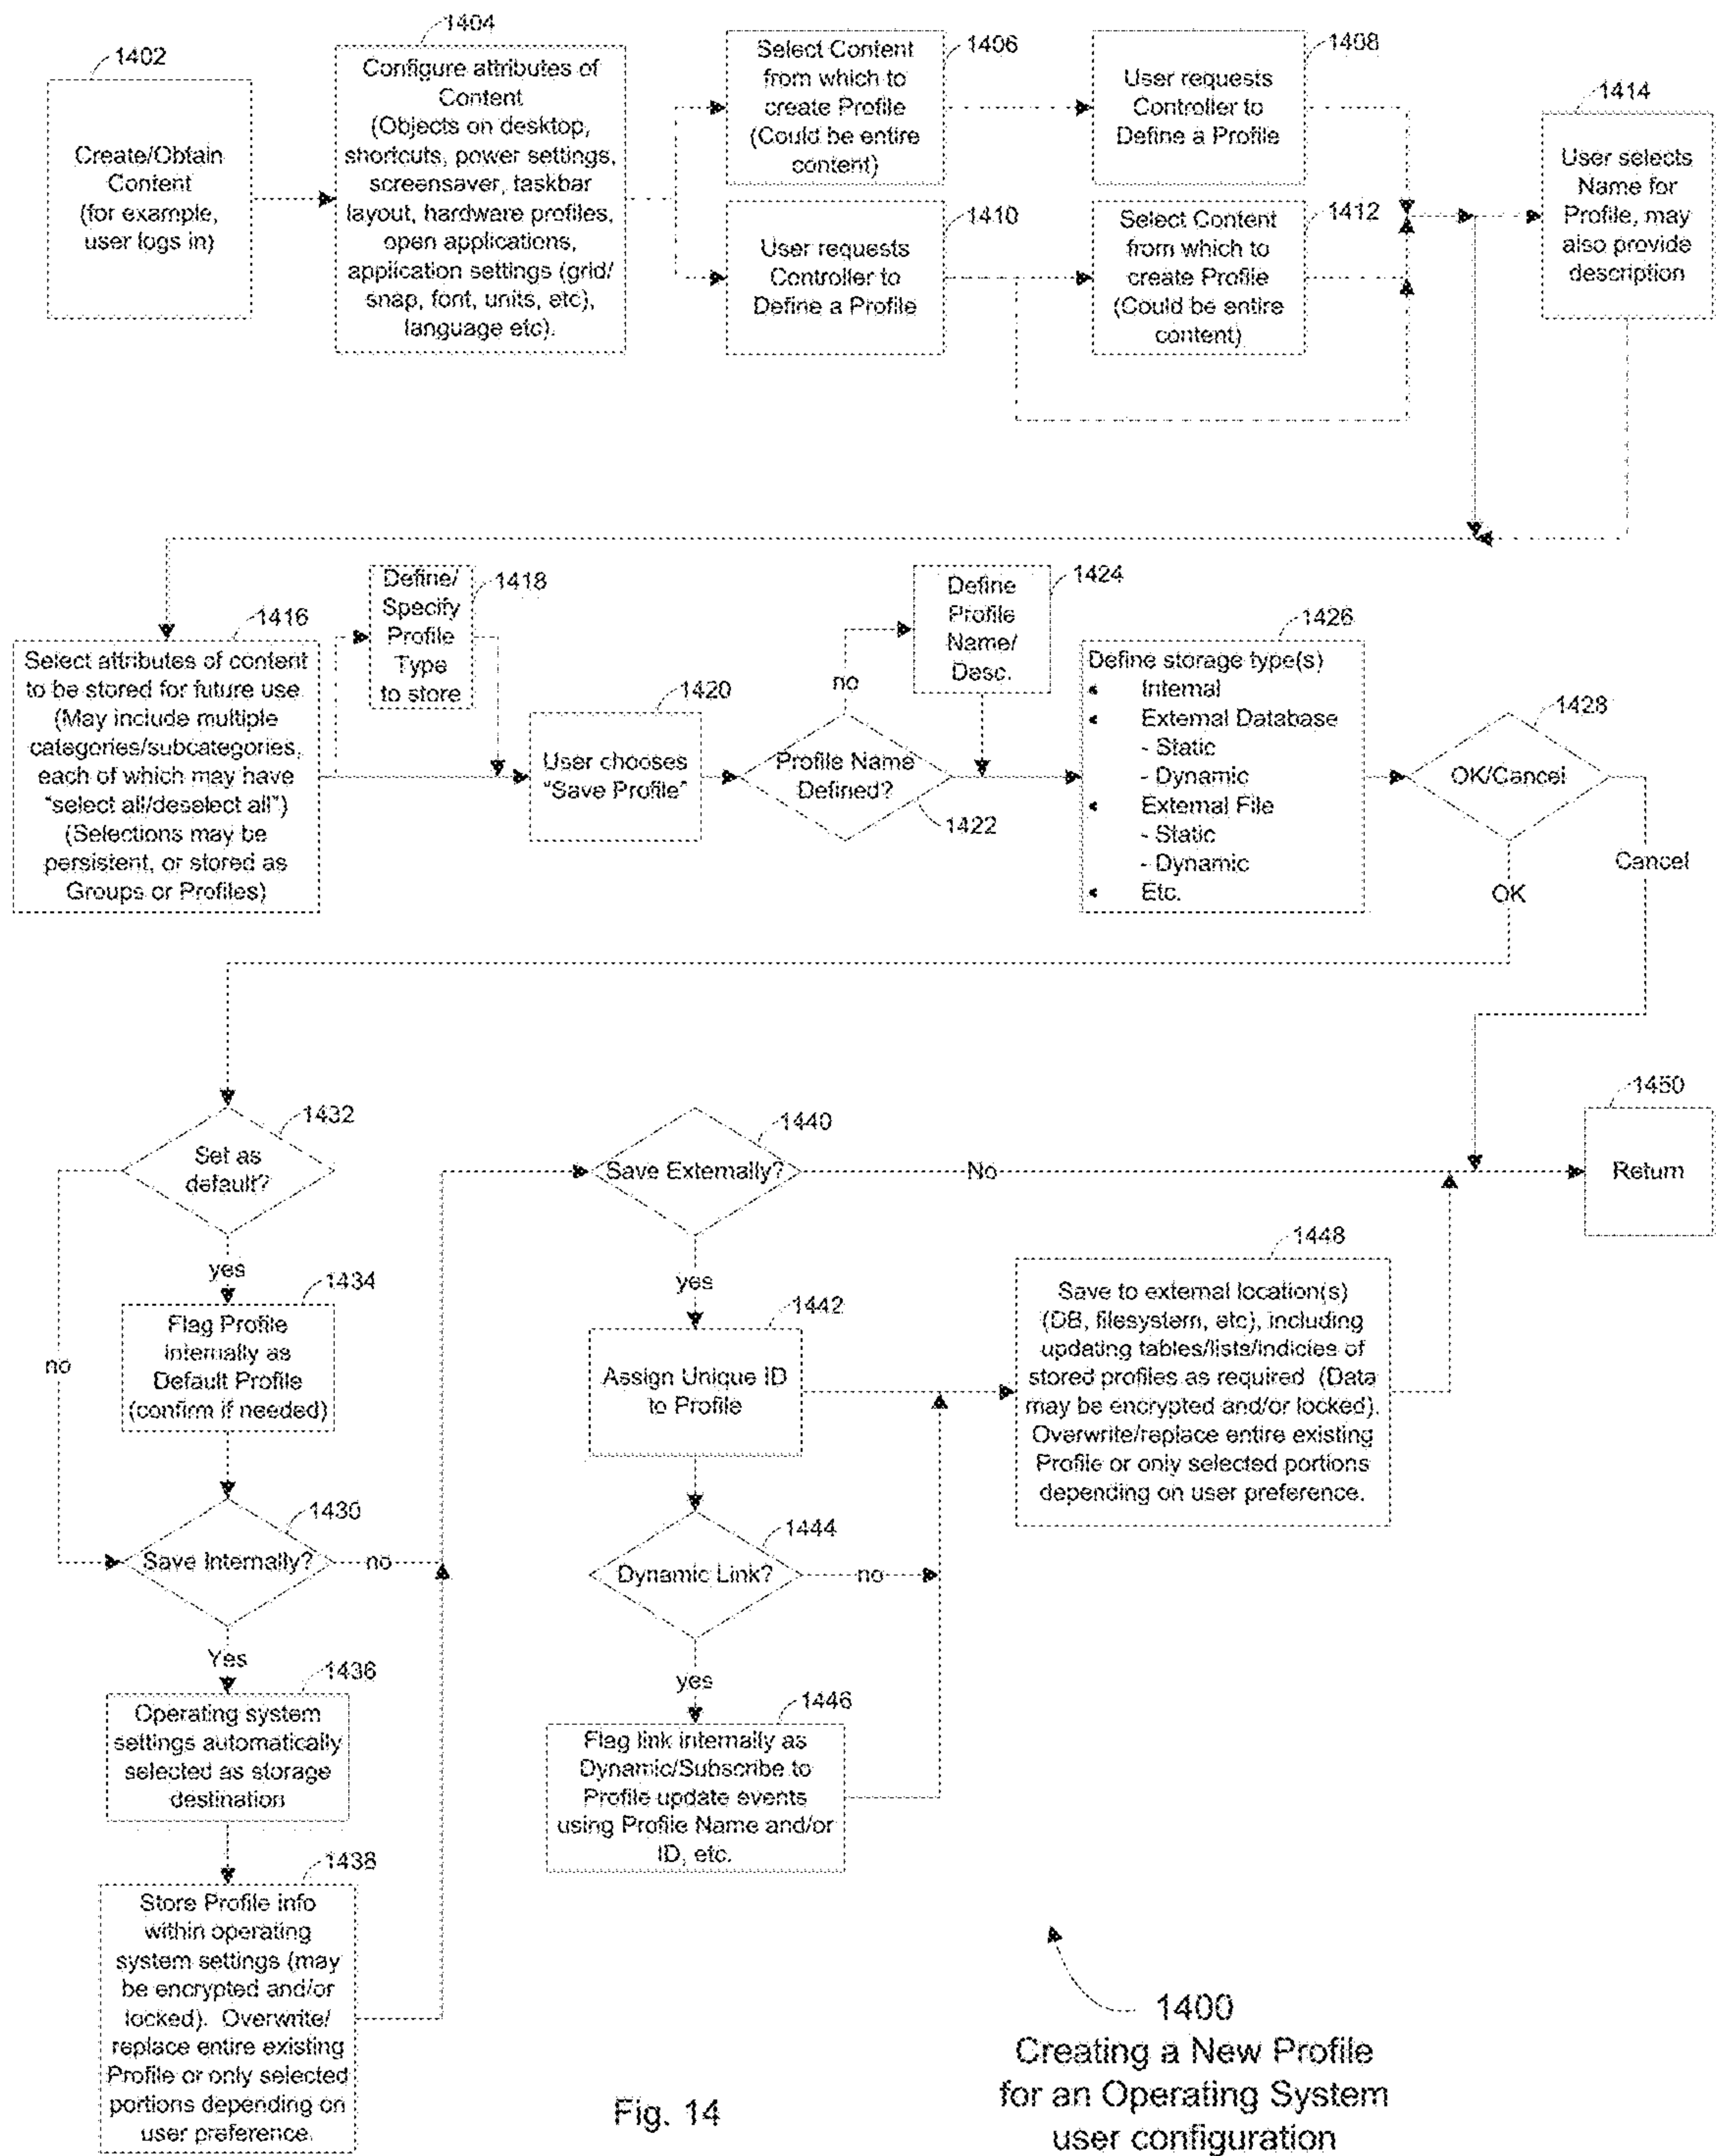 1402
Create/Obtain
Content
(for example,
user logs in)
1404
Configure attributes of
Content
(Objects on desktop,
shortcuts, power settings,
screensaver, taskbar
layout, hardware profiles,
open applications,
application settings (grid/
snap, font, units, etc),
language etc).
1406
Select Content
from which to
create Profile
(Could be entire
content)
1408
User requests
Controller to
Define a Profile
1410
User requests
Controller to
Define a Profile
1412
Select Content
from which to
create Profile
(Could be entire
content)
1414
User selects
Name for
Profile, may
also provide
description
1416
Select attributes of content
to be stored for future use.
(May include multiple
categories/subcategories,
each of which may have
"select all/deselect all")
(Selections may be
persistent, or stored as
Groups or Profiles)
1418
Define/
Specify
Profile
Type
to store
1420
User chooses
"Save Profile"
1422
Profile Name
Defined?
no
1424
Define
Profile
Name/
Desc.
1426
Define storage type(s)
• Internal
• External Database
- Static
- Dynamic
• External File
- Static
- Dynamic
• Etc.
1428
OK/Cancel
OK
Cancel
1432
Set as
default?
no
yes
1434
Flag Profile
internally as
Default Profile
(confirm if needed)
1430
Save Internally?
no
Yes
1436
Operating system
settings automatically
selected as storage
destination
1438
Store Profile info
within operating
system settings (may
be encrypted and/or
locked). Overwrite/
replace entire existing
Profile or only selected
portions depending on
user preference.
1440
Save Externally?
No
yes
1442
Assign Unique ID
to Profile
1444
Dynamic Link?
no
yes
1446
Flag link internally as
Dynamic/Subscribe to
Profile update events
using Profile Name and/or
ID, etc.
1448
Save to external location(s)
(DB, filesystem, etc), including
updating tables/lists/indicies of
stored profiles as required (Data
may be encrypted and/or locked).
Overwrite/replace entire existing
Profile or only selected portions
depending on user preference.
1450
Return
Fig. 14
1400
Creating a New Profile
for an Operating System
user configuration